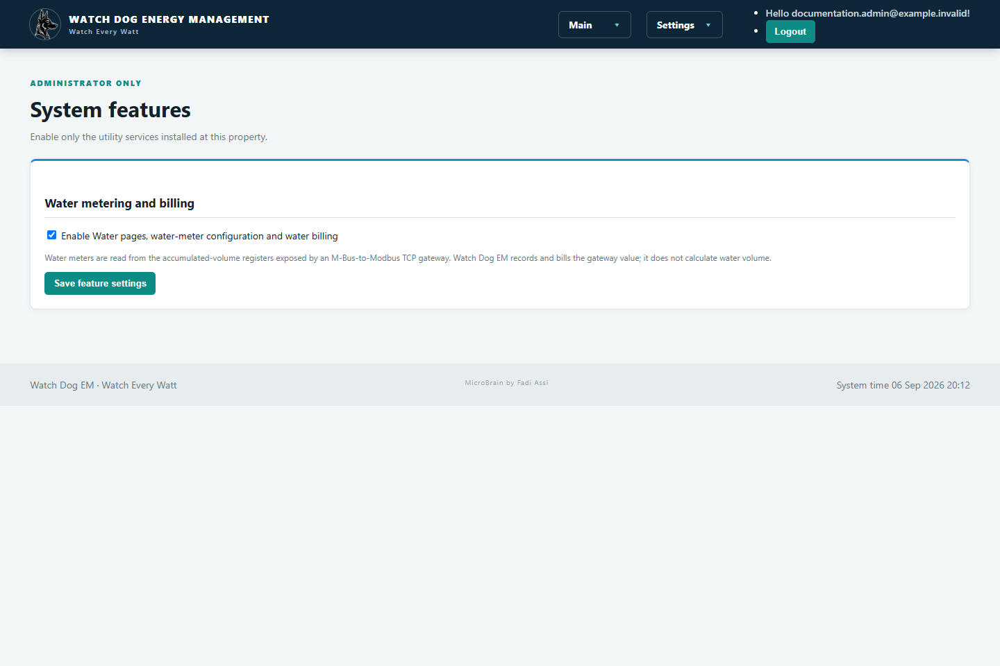 WATCH DOG ENERGY MANAGEMENT
Watch Every Watt
Main
Settings
Hello documentation.admin@example.invalid!
Logout
ADMINISTRATOR ONLY
System features
Enable only the utility services installed at this property.
Water metering and billing
Enable Water pages, water-meter configuration and water billing
Water meters are read from the accumulated-volume registers exposed by an M-Bus-to-Modbus TCP gateway. Watch Dog EM records and bills the gateway value; it does not calculate water volume.
Save feature settings
Watch Dog EM · Watch Every Watt
MicroBrain by Fadi Assi
System time 06 Sep 2026 20:12